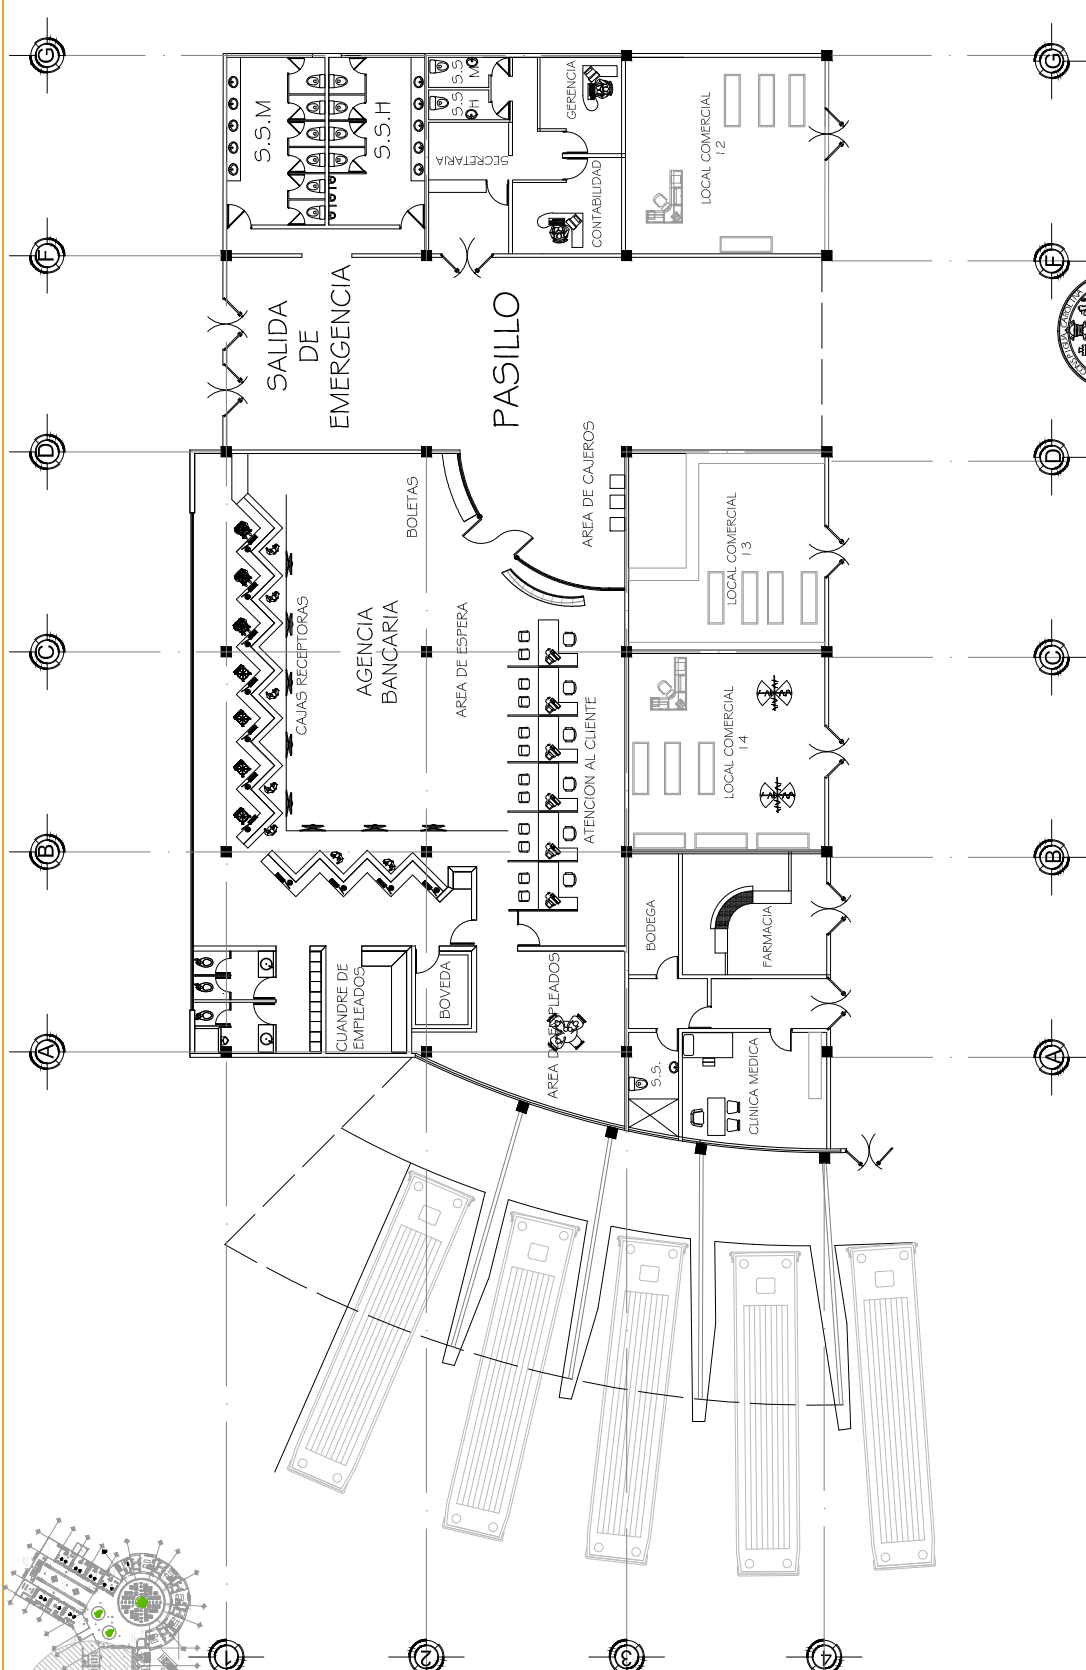 A
B
C
D
F
G
1
S.S.M
S.S.H
SALIDA
DE
EMERGENCIA
CAJAS RECEPTORAS
CUANDRE DE
EMPLEADOS
AGENCIA
BANCARIA
BOLETAS
2
BOVEDA
AREA DE ESPERA
PASILLO
SECRETARIA
S.S
H
S.S
M
AREA DE EMPLEADOS
ATENCION AL CLIENTE
AREA DE CAJEROS
CONTABILIDAD
GERENCIA
3
S.S.
BODEGA
CLINICA MEDICA
FARMACIA
LOCAL COMERCIAL
14
LOCAL COMERCIAL
13
LOCAL COMERCIAL
12
4
A
B
C
D
F
G